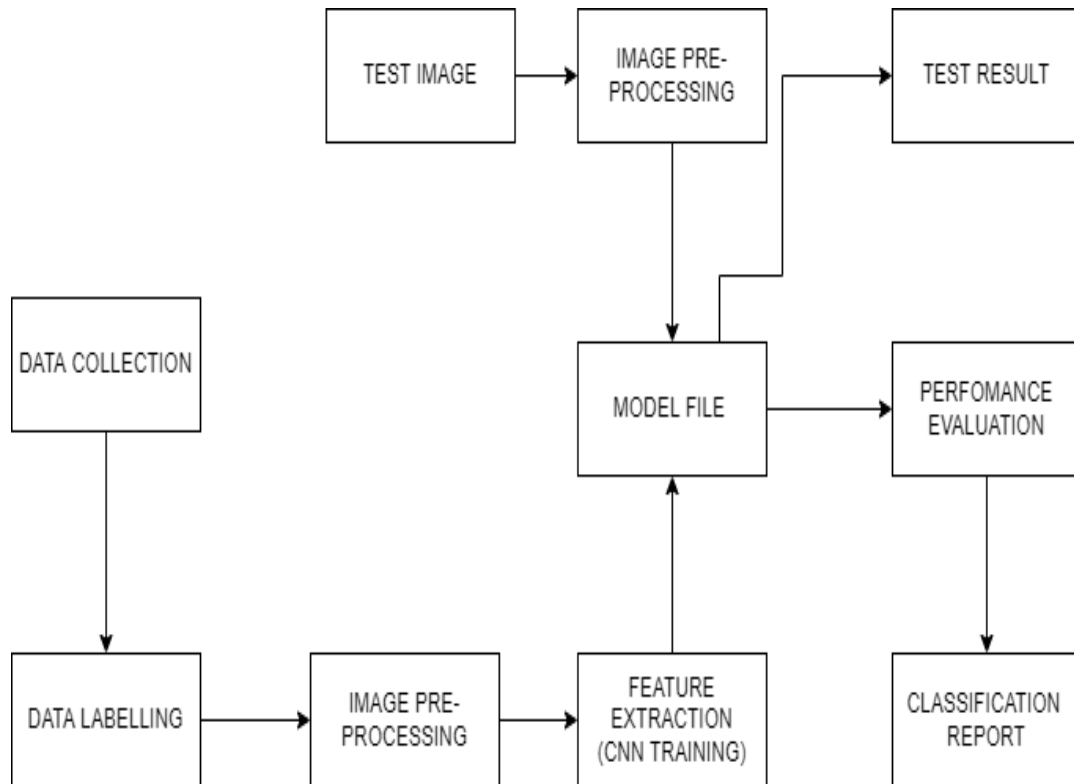 TEST IMAGE
IMAGE PRE-
PROCESSING
TEST RESULT
DATA COLLECTION
MODEL FILE
PERFOMANCE
EVALUATION
DATA LABELLING
IMAGE PRE-
PROCESSING
FEATURE
EXTRACTION
(CNN TRAINING)
CLASSIFICATION
REPORT